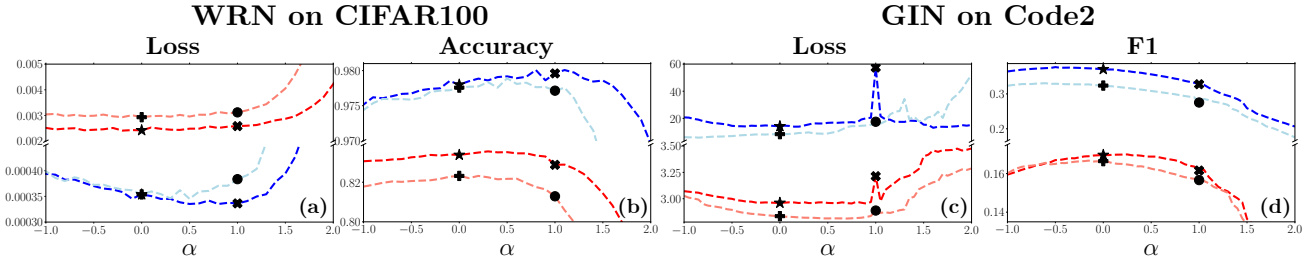 WRN on CIFAR100
GIN on Code2
Loss
Accuracy
Loss
F1
0.005
0.004
0.003
0.002
0.00040
0.00035
0.00030
−1.0 −0.5 0.0 0.5 1.0 1.5 2.0
α
(a)
0.980
0.975
0.970
0.82
0.80
−1.0 −0.5 0.0 0.5 1.0 1.5 2.0
α
(b)
60
40
20
3.50
3.25
3.00
−1.0 −0.5 0.0 0.5 1.0 1.5 2.0
α
(c)
0.3
0.2
0.16
0.14
−1.0 −0.5 0.0 0.5 1.0 1.5 2.0
α
(d)